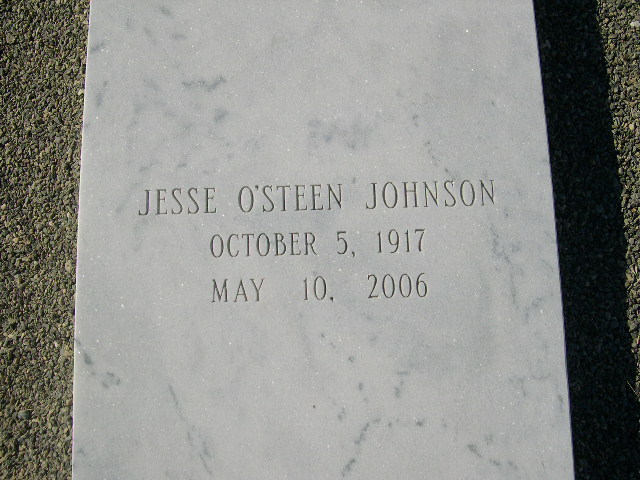 JESSE O'STEEN JOHNSON
OCTOBER 5, 1917
MAY 10, 2006